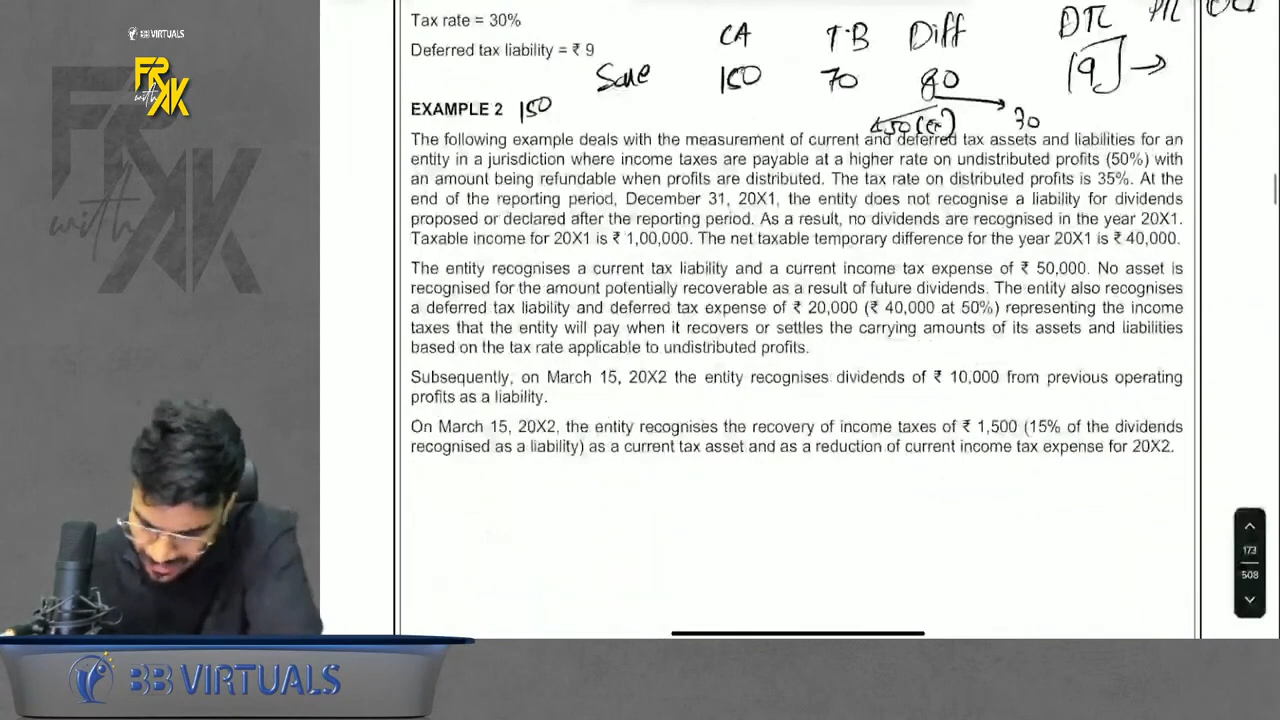 Tax rate = 30%
BB VIRTUALS
CA T.B Diff DTL
Deferred tax liability = ₹ 9
FR with AK
Sale 150 70 80 [9] →
EXAMPLE 2 150
30
The following example deals with the measurement of current and deferred tax assets and liabilities for an
entity in a jurisdiction where income taxes are payable at a higher rate on undistributed profits (50%) with
an amount being refundable when profits are distributed. The tax rate on distributed profits is 35%. At the
end of the reporting period, December 31, 20X1, the entity does not recognise a liability for dividends
proposed or declared after the reporting period. As a result, no dividends are recognised in the year 20X1.
Taxable income for 20X1 is ₹ 1,00,000. The net taxable temporary difference for the year 20X1 is ₹ 40,000.
The entity recognises a current tax liability and a current income tax expense of ₹ 50,000. No asset is
recognised for the amount potentially recoverable as a result of future dividends. The entity also recognises
a deferred tax liability and deferred tax expense of ₹ 20,000 (₹ 40,000 at 50%) representing the income
taxes that the entity will pay when it recovers or settles the carrying amounts of its assets and liabilities
based on the tax rate applicable to undistributed profits.
Subsequently, on March 15, 20X2 the entity recognises dividends of ₹ 10,000 from previous operating
profits as a liability.
On March 15, 20X2, the entity recognises the recovery of income taxes of ₹ 1,500 (15% of the dividends
recognised as a liability) as a current tax asset and as a reduction of current income tax expense for 20X2.
FR with AK
173
508
BB VIRTUALS